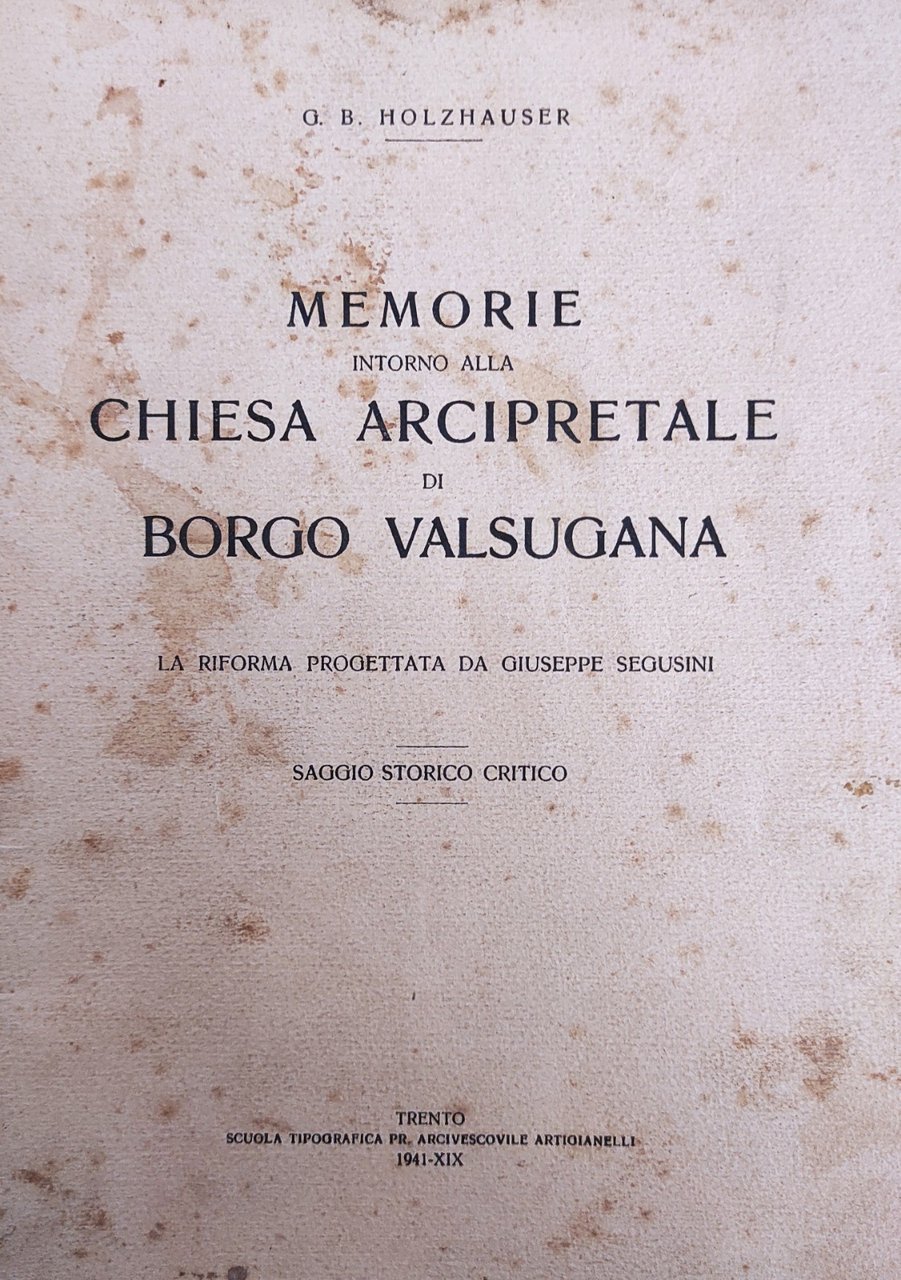 G. B. HOLZHAUSER
MEMORIE
INTORNO ALLA
CHIESA ARCIPRETALE
DI
BORGO VALSUGANA
LA RIFORMA PROGETTATA DA GIUSEPPE SEGUSINI
SAGGIO STORICO CRITICO
TRENTO
SCUOLA TIPOGRAFICA PR. ARCIVESCOVILE ARTIGIANELLI
1941-XIX